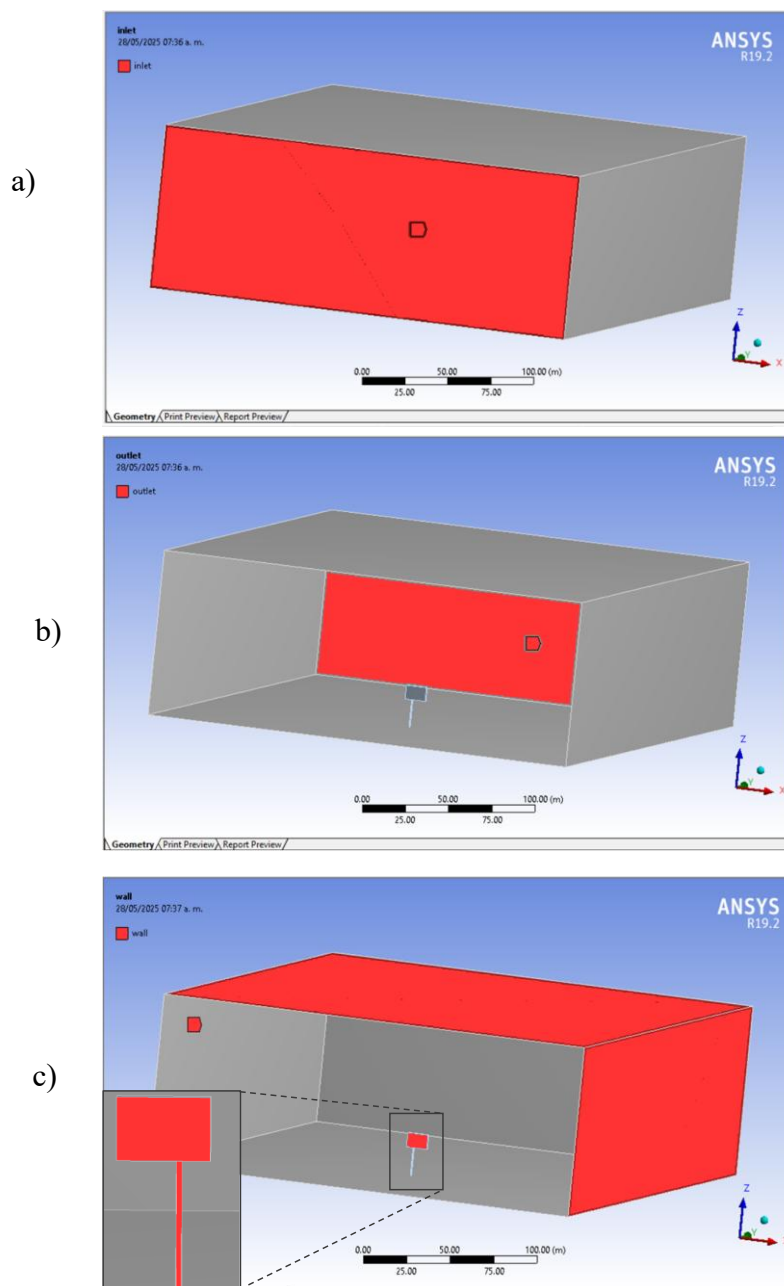 inlet
28/05/2025 07:36 a. m.
inlet
ANSYS
R19.2
a)
Z
Y
X
0.00 50.00 100.00 (m)
25.00 75.00
Geometry Print Preview Report Preview
outlet
28/05/2025 07:36 a. m.
outlet
ANSYS
R19.2
b)
Z
Y
X
0.00 50.00 100.00 (m)
25.00 75.00
Geometry Print Preview Report Preview
wall
28/05/2025 07:37 a. m.
wall
ANSYS
R19.2
c)
Z
Y
0.00 50.00 100.00 (m)
25.00 75.00